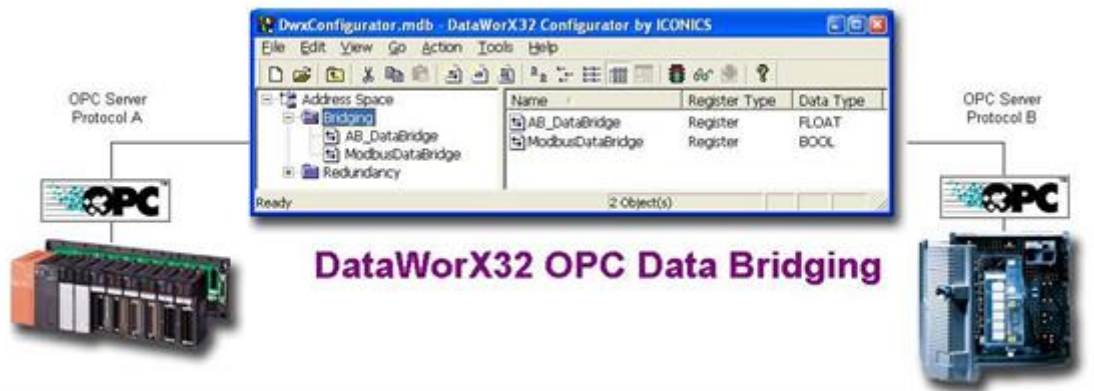 DwxConfigurator.mdb - DataWorX32 Configurator by ICONICS
File Edit View Go Action Tools Help
OPC Server
Protocol A
Address Space
Bridging
AB_DataBridge
ModbusDataBridge
Redundancy
Name Register Type Data Type
AB_DataBridge Register FLOAT
ModbusDataBridge Register BOOL
Ready 2 Object(s)
OPC Server
Protocol B
OPC
OPC
DataWorX32 OPC Data Bridging